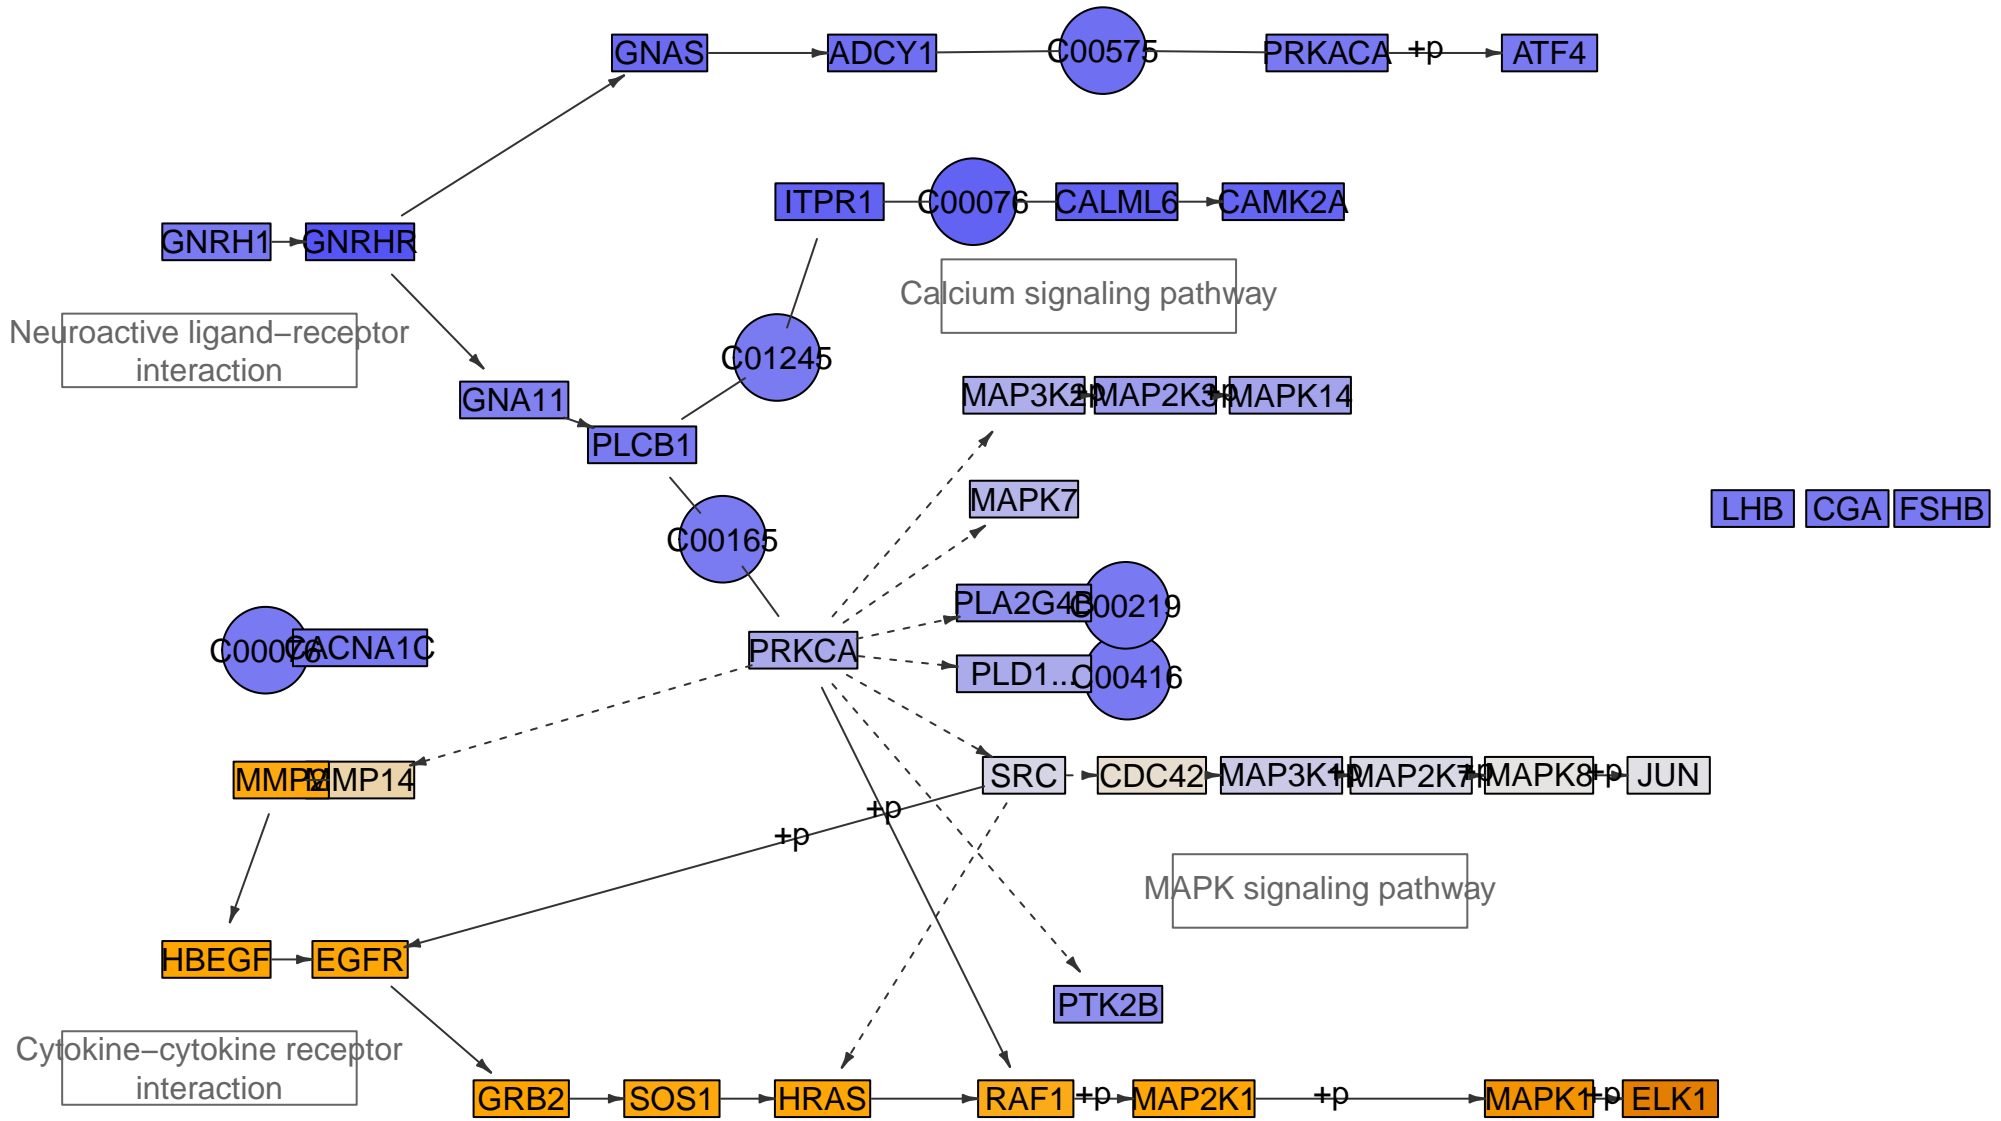 GNAS
ADCY1
C00575
PRKACA
+p
ATF4
ITPR1
C00076
CALML6
CAMK2A
GNRH1
GNRHR
Calcium signaling pathway
Neuroactive ligand–receptor
interaction
C01245
GNA11
PLCB1
MAP3K2
+p
MAP2K3
+p
MAPK14
MAPK7
LHB
CGA
FSHB
C00165
PLA2G4B
C00219
C00076
CACNA1C
PRKCA
PLD1...
C00416
MMP2
MMP14
SRC
CDC42
MAP3K1
+p
MAP2K7
+p
MAPK8
+p
JUN
+p
+p
MAPK signaling pathway
HBEGF
EGFR
PTK2B
Cytokine–cytokine receptor
interaction
GRB2
SOS1
HRAS
RAF1
+p
MAP2K1
+p
MAPK1
+p
ELK1